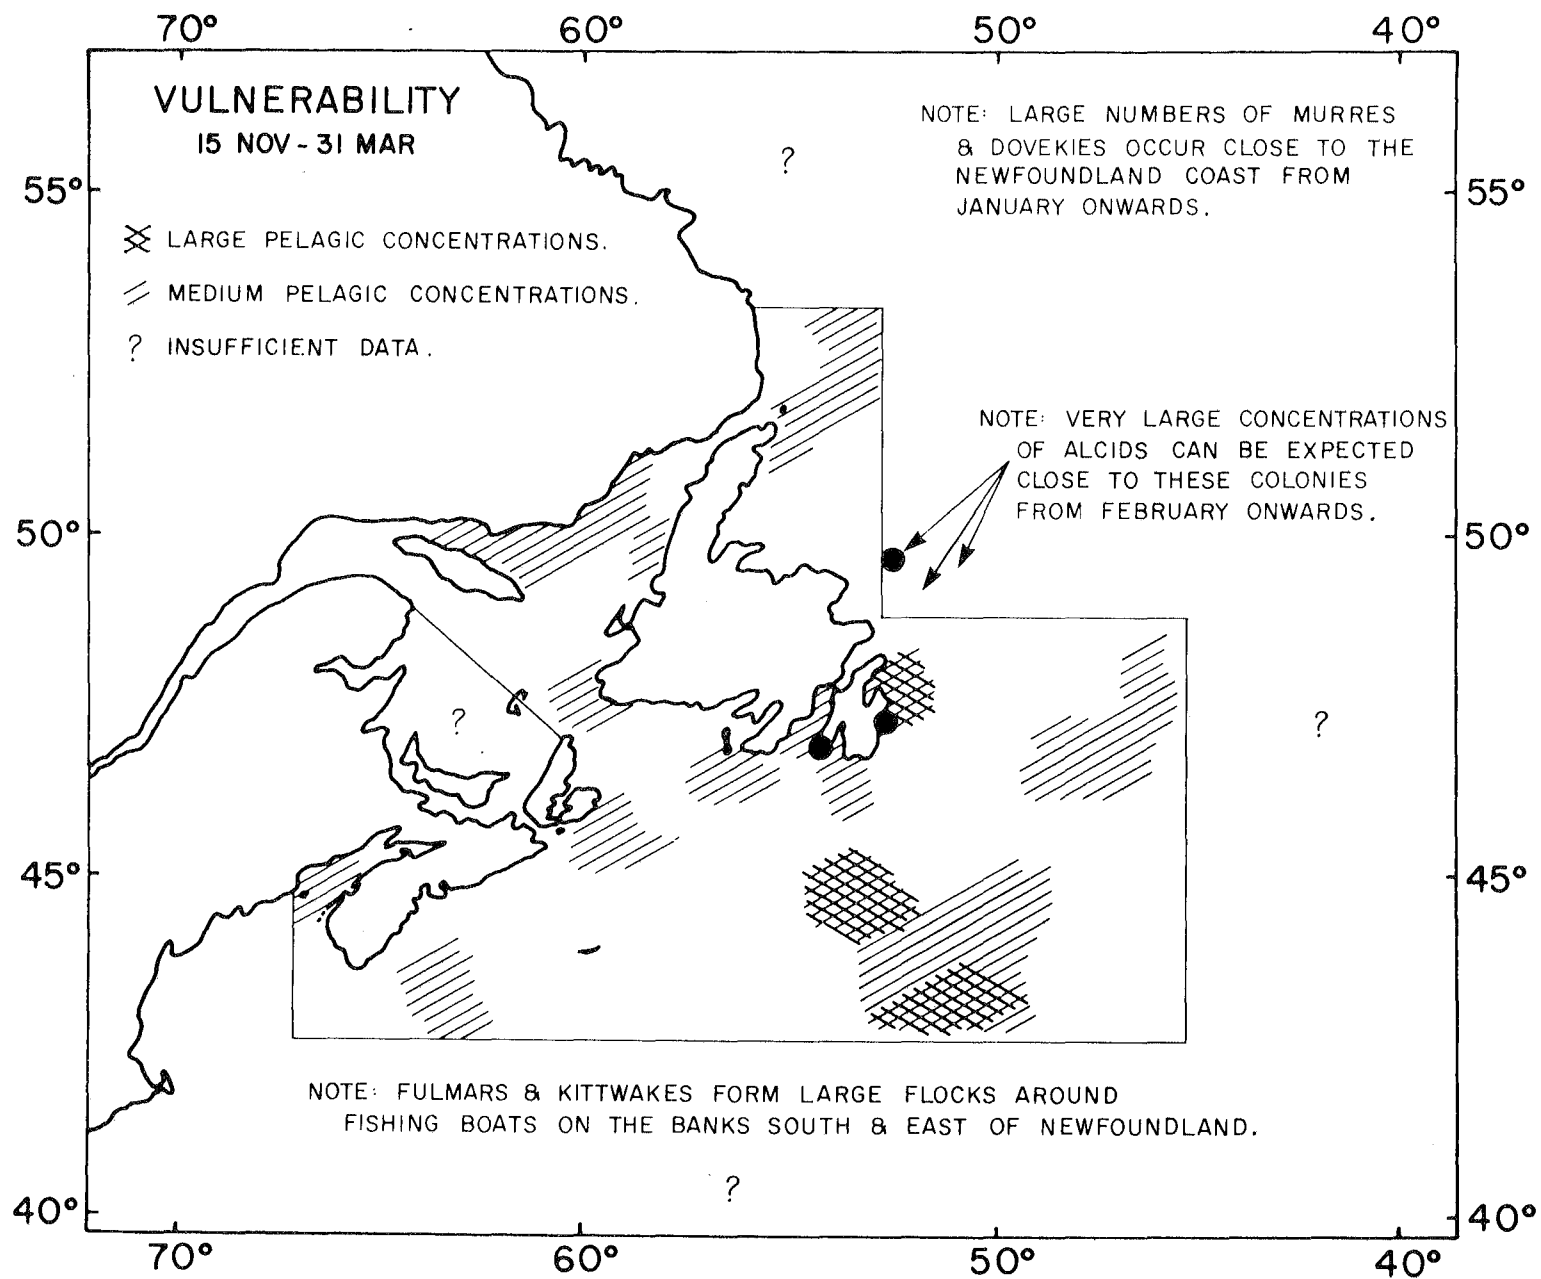 70° 60° 50° 40°
VULNERABILITY
15 NOV - 31 MAR
NOTE: LARGE NUMBERS OF MURRES
& DOVEKIES OCCUR CLOSE TO THE
NEWFOUNDLAND COAST FROM
JANUARY ONWARDS.
?
55° 55°
LARGE PELAGIC CONCENTRATIONS.
MEDIUM PELAGIC CONCENTRATIONS.
? INSUFFICIENT DATA.
NOTE: VERY LARGE CONCENTRATIONS
OF ALCIDS CAN BE EXPECTED
CLOSE TO THESE COLONIES
FROM FEBRUARY ONWARDS.
50° 50°
? ?
45° 45°
NOTE: FULMARS & KITTWAKES FORM LARGE FLOCKS AROUND
FISHING BOATS ON THE BANKS SOUTH & EAST OF NEWFOUNDLAND.
?
40° 40°
70° 60° 50° 40°